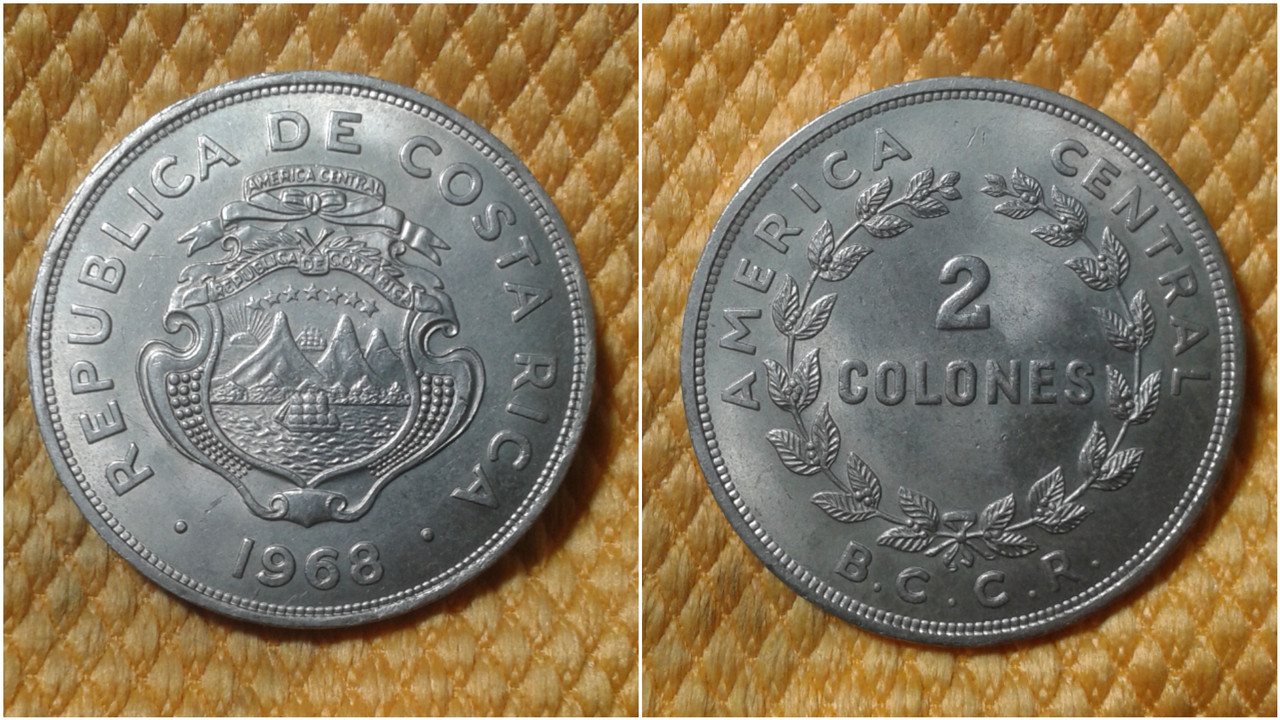 REPUBLICA DE COSTA RICA
AMERICA CENTRAL
REPUBLICA DE COSTA RICA
· 1968 ·
AMERICA CENTRAL
2
COLONES
B.C.C.R.